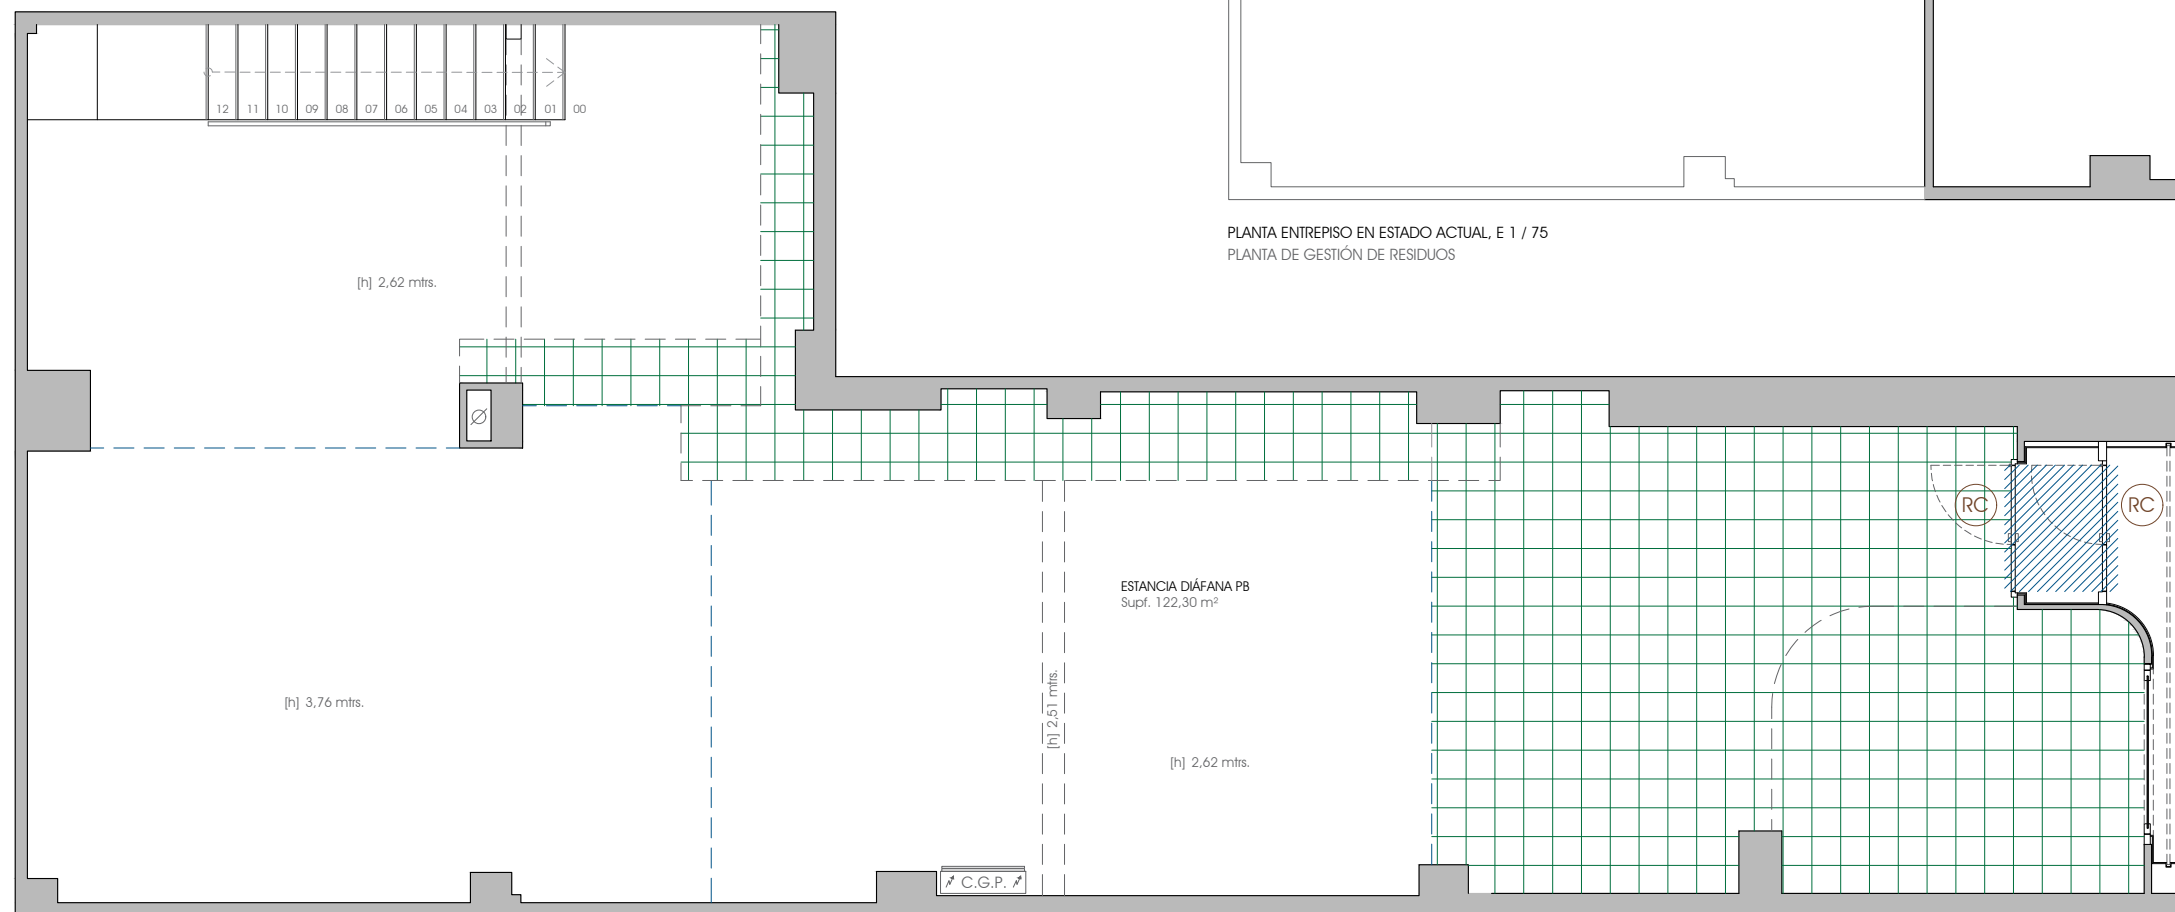 12 11 10 09 08 07 06 05 04 03 02 01 00
PLANTA ENTREPISO EN ESTADO ACTUAL, E 1 / 75
PLANTA DE GESTIÓN DE RESIDUOS
[h] 2,62 mtrs.
Ø
RC
RC
ESTANCIA DIÁFANA PB
Supf. 122,30 m²
[h] 3,76 mtrs.
[h] 2,51 mtrs.
[h] 2,62 mtrs.
C.G.P.